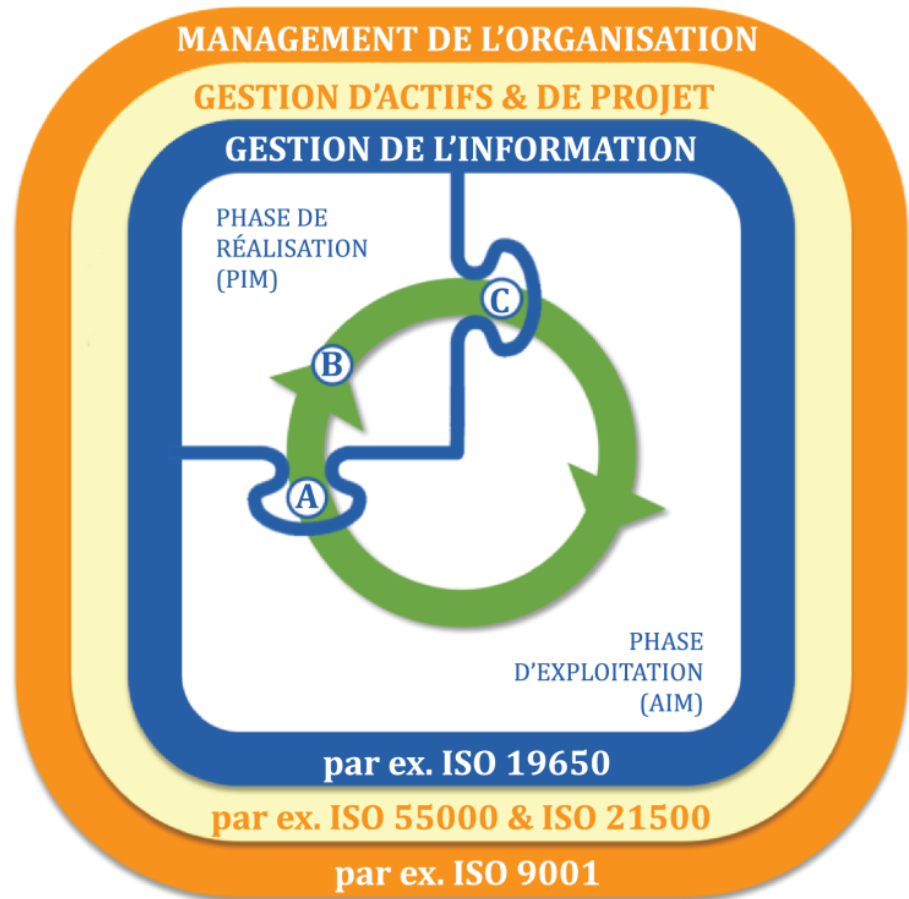 MANAGEMENT DE L’ORGANISATION
GESTION D’ACTIFS & DE PROJET
GESTION DE L’INFORMATION
PHASE DE
RÉALISATION
(PIM)
C
B
A
PHASE
D’EXPLOITATION
(AIM)
par ex. ISO 19650
par ex. ISO 55000 & ISO 21500
par ex. ISO 9001